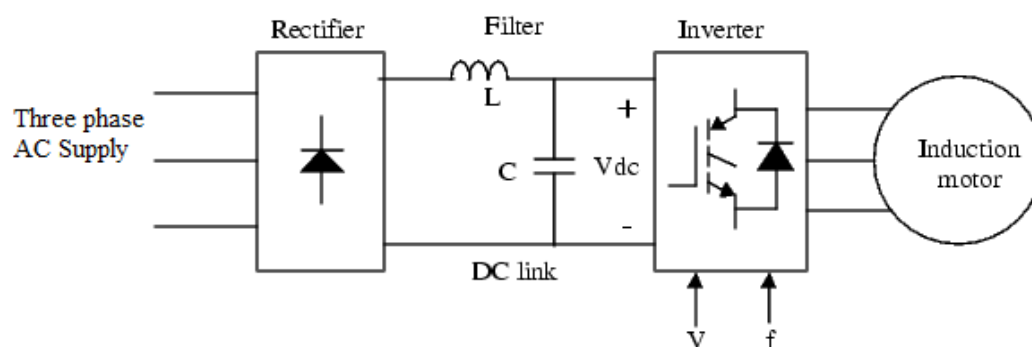 Rectifier
Filter
Inverter
Three phase
AC Supply
L
C
+
Vdc
-
Induction
motor
DC link
V
f